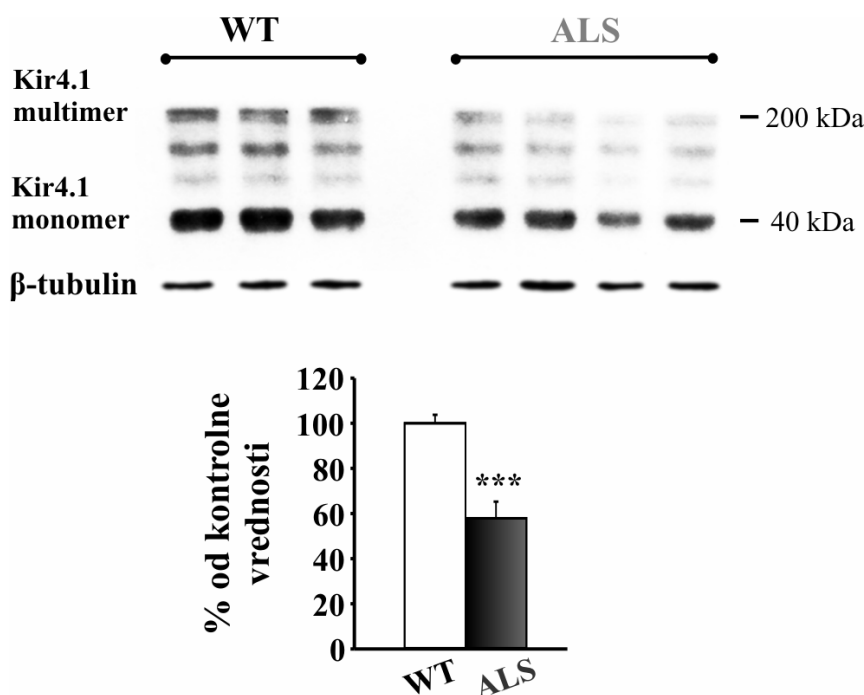 WT
ALS
Kir4.1
multimer
200 kDa
Kir4.1
monomer
40 kDa
β-tubulin
% od kontrolne
vrednosti
120
100
80
60
40
20
0
***
WT
ALS